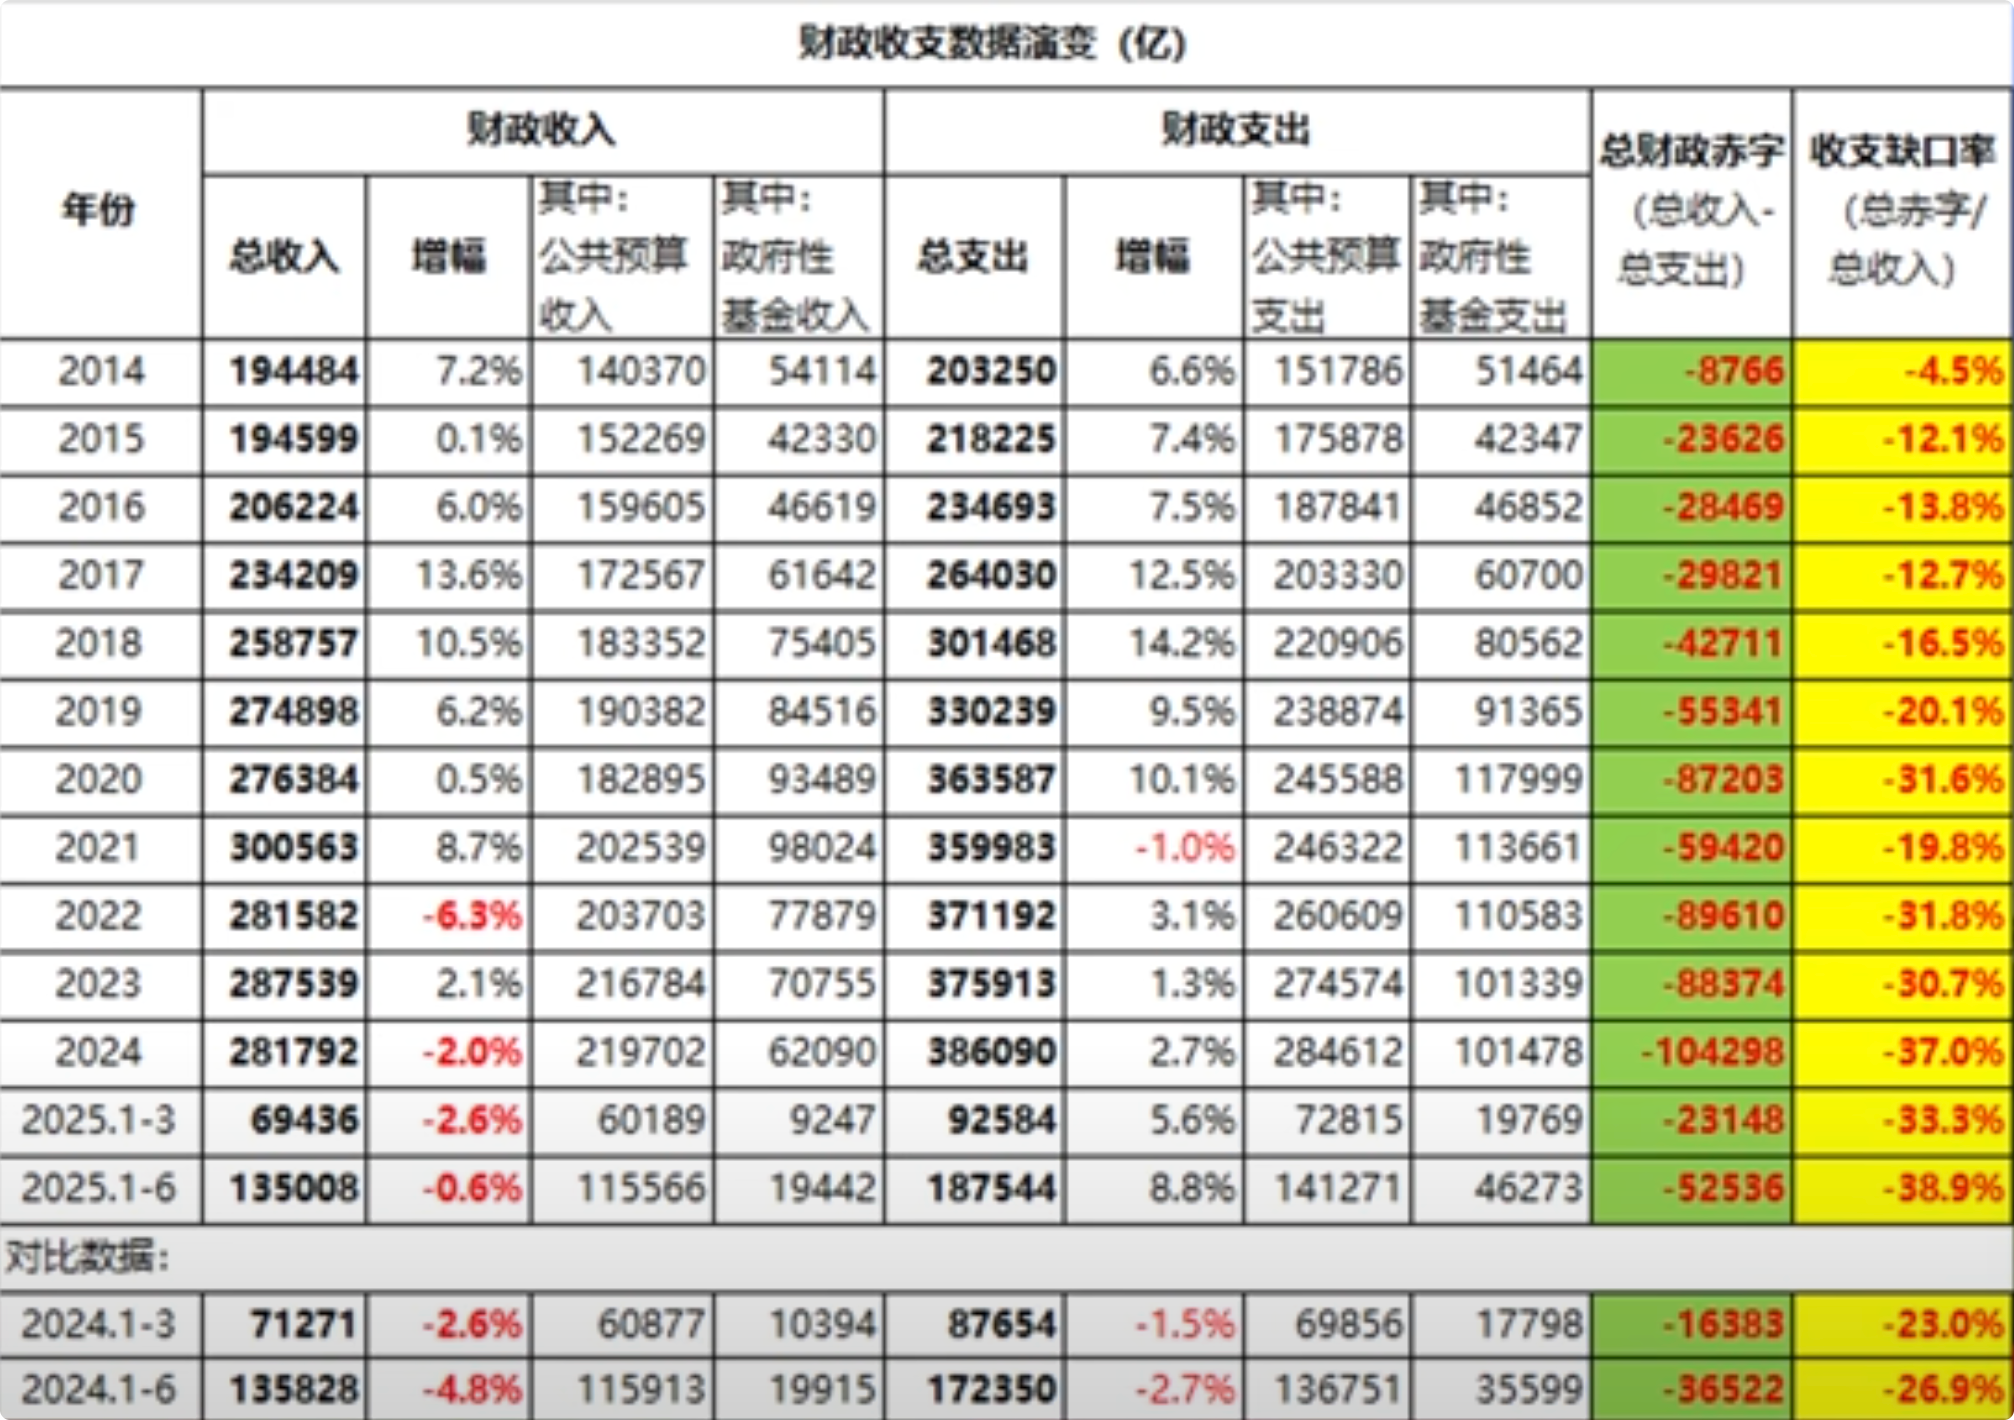 财政收支数据演变（亿）
年份 财政收入 财政支出 总财政赤字（总收入-总支出） 收支缺口率（总赤字/总收入）
总收入 增幅 其中：公共预算收入 其中：政府性基金收入 总支出 增幅 其中：公共预算支出 其中：政府性基金支出
2014 194484 7.2% 140370 54114 203250 6.6% 151786 51464 -8766 -4.5%
2015 194599 0.1% 152269 42330 218225 7.4% 175878 42347 -23626 -12.1%
2016 206224 6.0% 159605 46619 234693 7.5% 187841 46852 -28469 -13.8%
2017 234209 13.6% 172567 61642 264030 12.5% 203330 60700 -29821 -12.7%
2018 258757 10.5% 183352 75405 301468 14.2% 220906 80562 -42711 -16.5%
2019 274898 6.2% 190382 84516 330239 9.5% 238874 91365 -55341 -20.1%
2020 276384 0.5% 182895 93489 363587 10.1% 245588 117999 -87203 -31.6%
2021 300563 8.7% 202539 98024 359983 -1.0% 246322 113661 -59420 -19.8%
2022 281582 -6.3% 203703 77879 371192 3.1% 260609 110583 -89610 -31.8%
2023 287539 2.1% 216784 70755 375913 1.3% 274574 101339 -88374 -30.7%
2024 281792 -2.0% 219702 62090 386090 2.7% 284612 101478 -104298 -37.0%
2025.1-3 69436 -2.6% 60189 9247 92584 5.6% 72815 19769 -23148 -33.3%
2025.1-6 135008 -0.6% 115566 19442 187544 8.8% 141271 46273 -52536 -38.9%
对比数据：
2024.1-3 71271 -2.6% 60877 10394 87654 -1.5% 69856 17798 -16383 -23.0%
2024.1-6 135828 -4.8% 115913 19915 172350 -2.7% 136751 35599 -36522 -26.9%